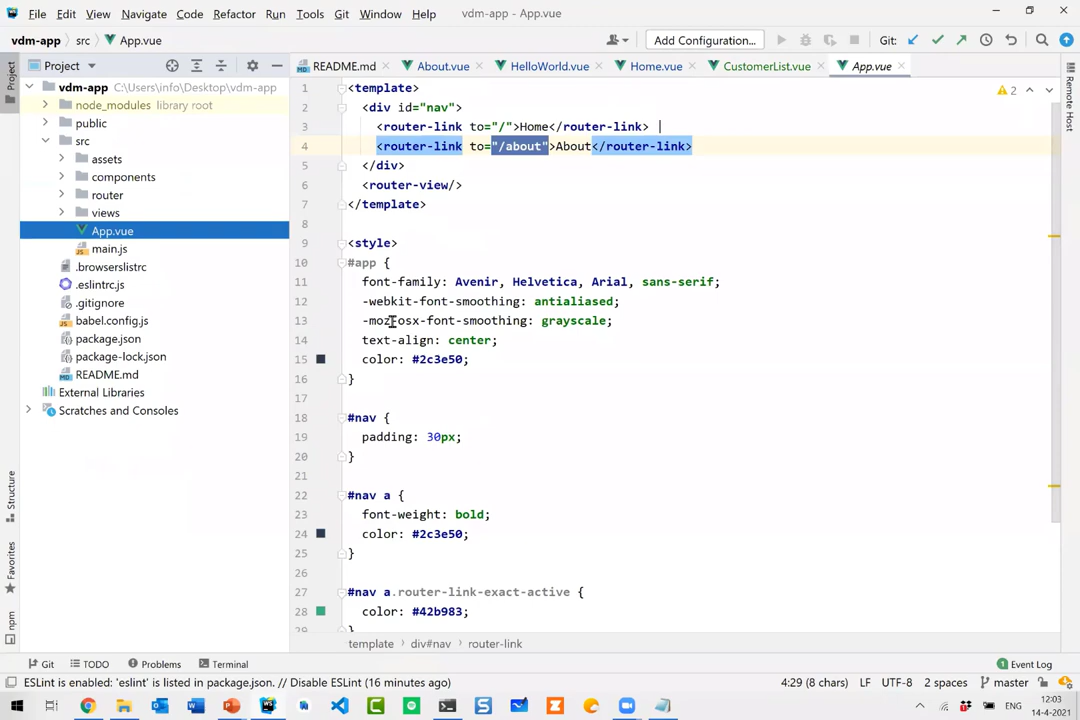 File Edit View Navigate Code Refactor Run Tools Git Window Help vdm-app - App.vue
vdm-app src App.vue Add Configuration... Git:
Project README.md About.vue HelloWorld.vue Home.vue CustomerList.vue App.vue
Project
vdm-app C:\Users\info\Desktop\vdm-app
node_modules library root
public
src
assets
components
router
views
App.vue
main.js
.browserslistrc
.eslintrc.js
.gitignore
babel.config.js
package.json
package-lock.json
README.md
External Libraries
Scratches and Consoles
Structure
Favorites
npm
1 <template>
2 <div id="nav">
3 <router-link to="/">Home</router-link> |
4 <router-link to="/about">About</router-link>
5 </div>
6 <router-view/>
7 </template>
8
9 <style>
10 #app {
11 font-family: Avenir, Helvetica, Arial, sans-serif;
12 -webkit-font-smoothing: antialiased;
13 -moz-osx-font-smoothing: grayscale;
14 text-align: center;
15 color: #2c3e50;
16 }
17
18 #nav {
19 padding: 30px;
20 }
21
22 #nav a {
23 font-weight: bold;
24 color: #2c3e50;
25 }
26
27 #nav a.router-link-exact-active {
28 color: #42b983;
29 }
2
Remote Host
template div#nav router-link
Git TODO Problems Terminal 1 Event Log
ESLint is enabled: 'eslint' is listed in package.json. // Disable ESLint (16 minutes ago) 4:29 (8 chars) LF UTF-8 2 spaces master
ENG 12:03
14-4-2021